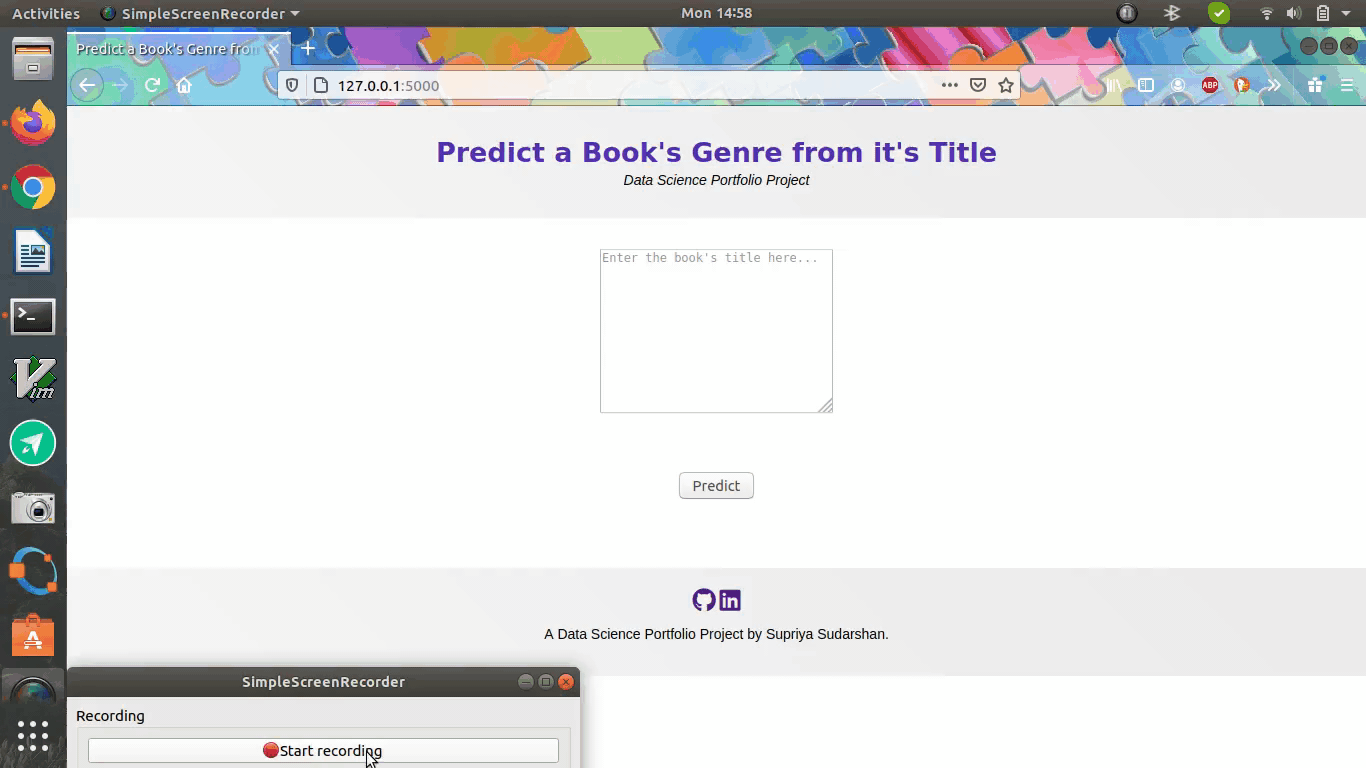 Activities SimpleScreenRecorder Mon 14:58
Predict a Book's Genre from
127.0.0.1:5000
ABP
Predict a Book's Genre from it's Title
Data Science Portfolio Project
Enter the book's title here...
Predict
in
A Data Science Portfolio Project by Supriya Sudarshan.
Vim
SimpleScreenRecorder
Recording
Start recording